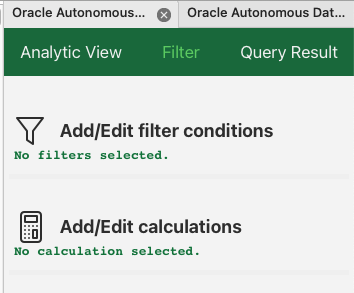 Oracle Autonomous...
Oracle Autonomous Dat...
Analytic View
Filter
Query Result
Add/Edit filter conditions
No filters selected.
Add/Edit calculations
No calculation selected.